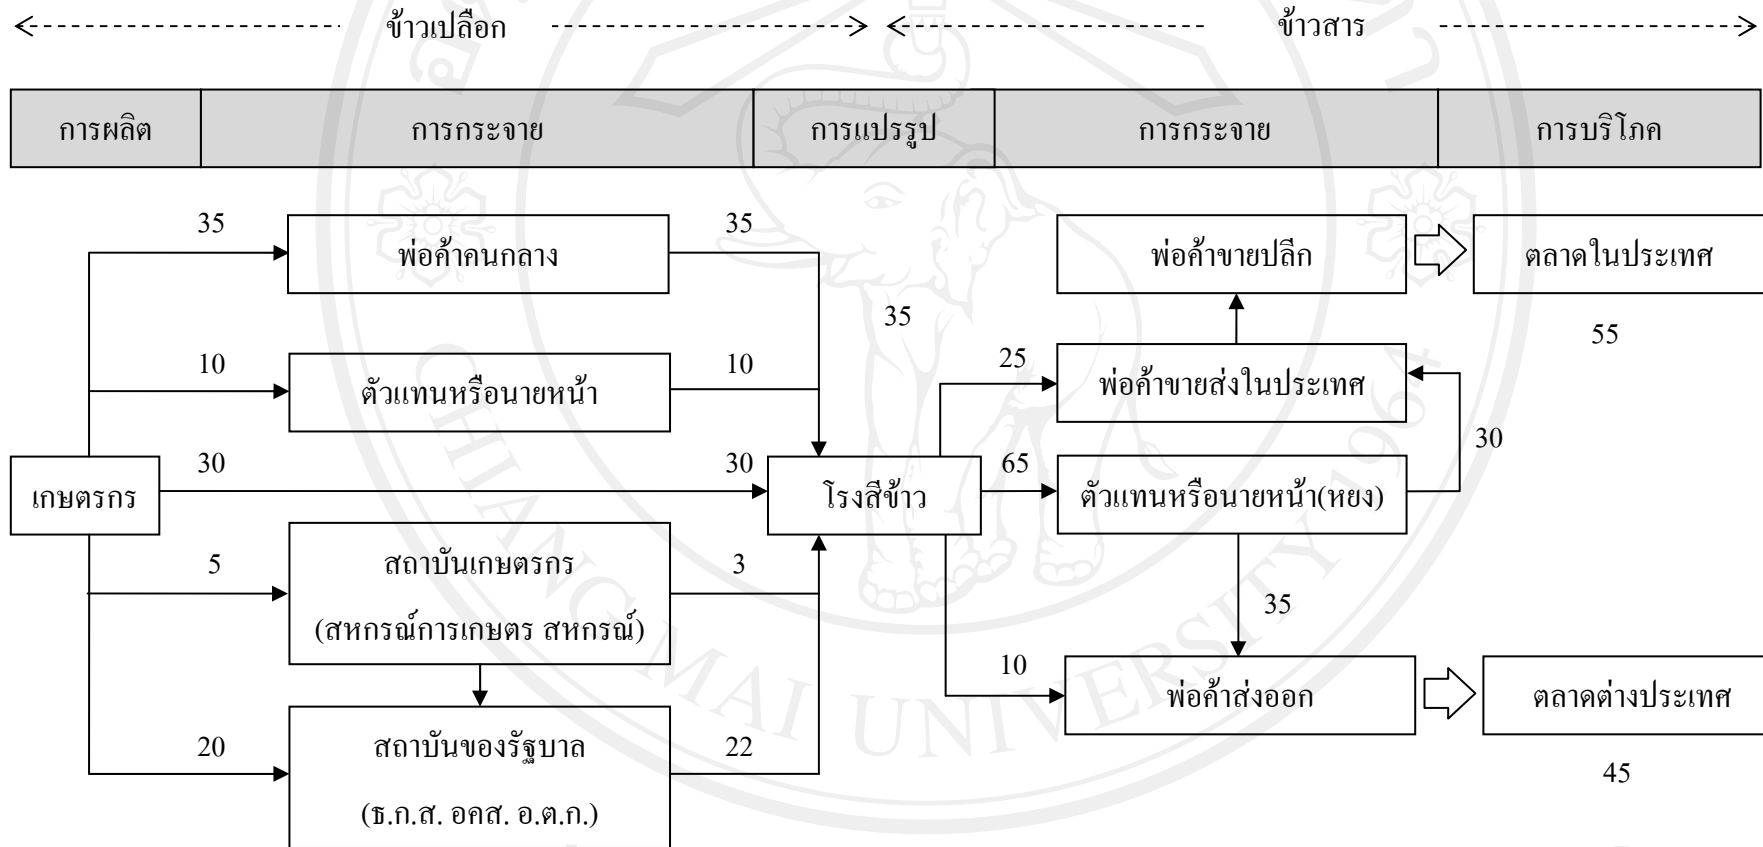 ข้าวเปลือก
ข้าวสาร
การผลิต
การกระจาย
การแปรรูป
การกระจาย
การบริโภค
35
35
พ่อค้าคนกลาง
พ่อค้าขายปลีก
ตลาดในประเทศ
35
55
10
10
25
ตัวแทนหรือนายหน้า
พ่อค้าขายส่งในประเทศ
30
30
30
65
เกษตรกร
โรงสีข้าว
ตัวแทนหรือนายหน้า(หยง)
5
สถาบันเกษตรกร
3
(สหกรณ์การเกษตร สหกรณ์)
35
10
พ่อค้าส่งออก
ตลาดต่างประเทศ
20
สถาบันของรัฐบาล
22
45
(ธ.ก.ส. อคส. อ.ต.ก.)
CHIANG MAI UNIVERSITY 1964